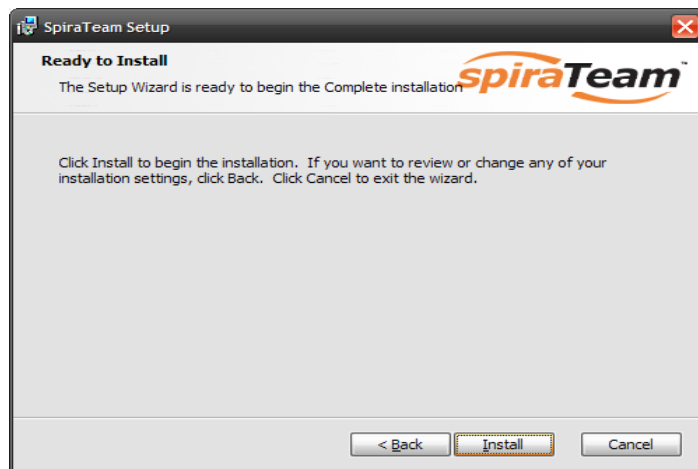 SpiraTeam Setup
Ready to Install
The Setup Wizard is ready to begin the Complete installation
spiraTeam™
Click Install to begin the installation. If you want to review or change any of your
installation settings, click Back. Click Cancel to exit the wizard.
< Back Install Cancel